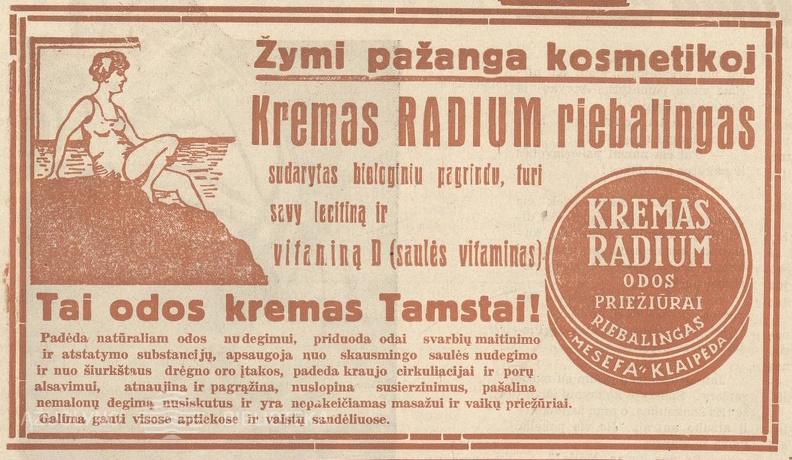 Žymi pažanga kosmetikoj
Kremas RADIUM riebalingas
sudarytas biologiniu pagrindu, turi
savy lecitiną ir
vitaminą D (saulės vitaminas)
KREMAS
RADIUM
ODOS
PRIEŽIŪRAI
RIEBALINGAS
"MESEFA" KLAIPĖDA
Tai odos kremas Tamstai!
Padėda natūraliam odos nudegimui, priduoda odai svarbių maitinimo
ir atstatymo substancijų, apsaugoja nuo skausmingo saulės nudegimo
ir nuo šiurkštaus drėgno oro įtakos, padeda kraujo cirkuliacijai ir porų
alsavimui, atnaujina ir pagražina, nuslopina susierzinimus, pašalina
nemalonų degimą nusiskutus ir yra nepakeičiamas masažui ir vaikų priežiūriai.
Galima gauti visose aptiekose ir vaistų sandėliuose.